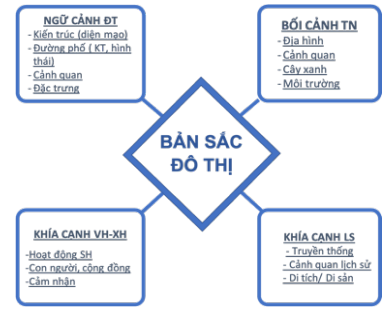 NGỮ CẢNH ĐT
- Kiến trúc (diện mạo)
- Đường phố ( KT, hình
thái)
- Cảnh quan
- Đặc trưng
BỐI CẢNH TN
- Địa hình
- Cảnh quan
- Cây xanh
- Môi trường
BẢN SẮC
ĐÔ THỊ
KHÍA CẠNH VH-XH
-Hoạt động SH
-Con người, cộng đồng
-Cảm nhận
KHÍA CẠNH LS
- Truyền thống
- Cảnh quan lịch sử
- Di tích/ Di sản